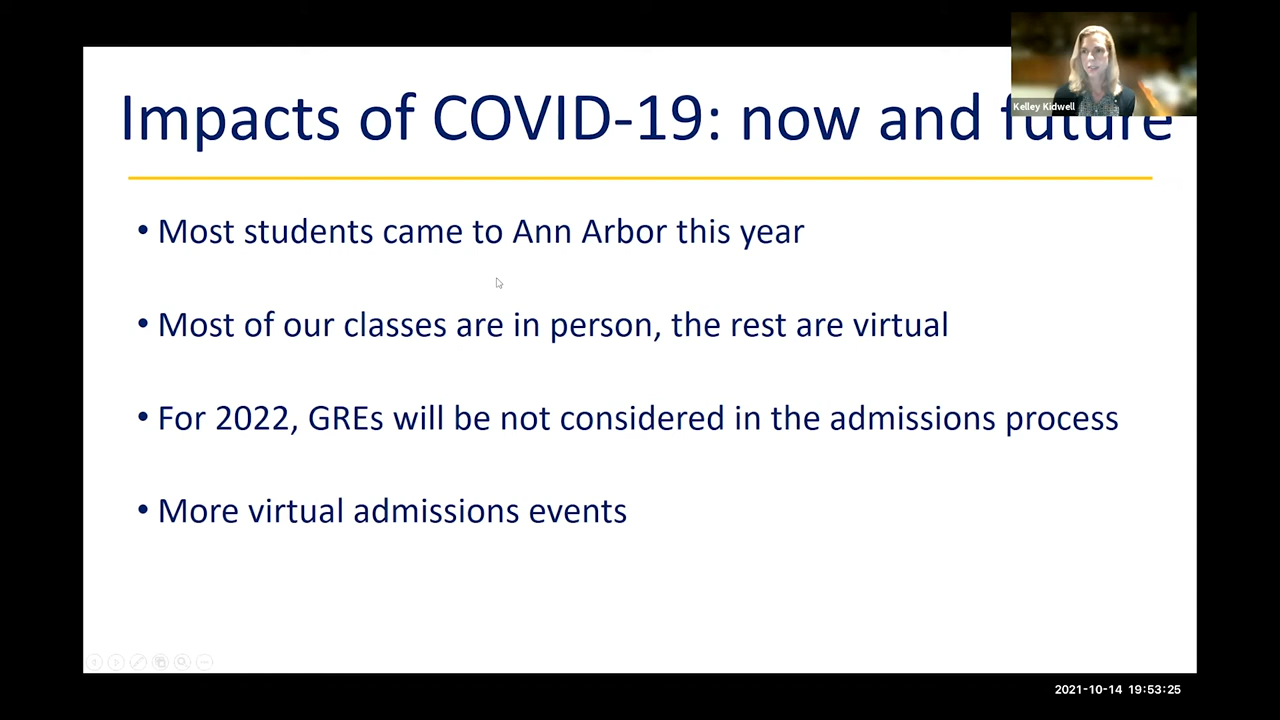 Kelley Kidwell
Impacts of COVID-19: now and future
• Most students came to Ann Arbor this year
• Most of our classes are in person, the rest are virtual
• For 2022, GREs will be not considered in the admissions process
• More virtual admissions events
2021-10-14 19:53:25